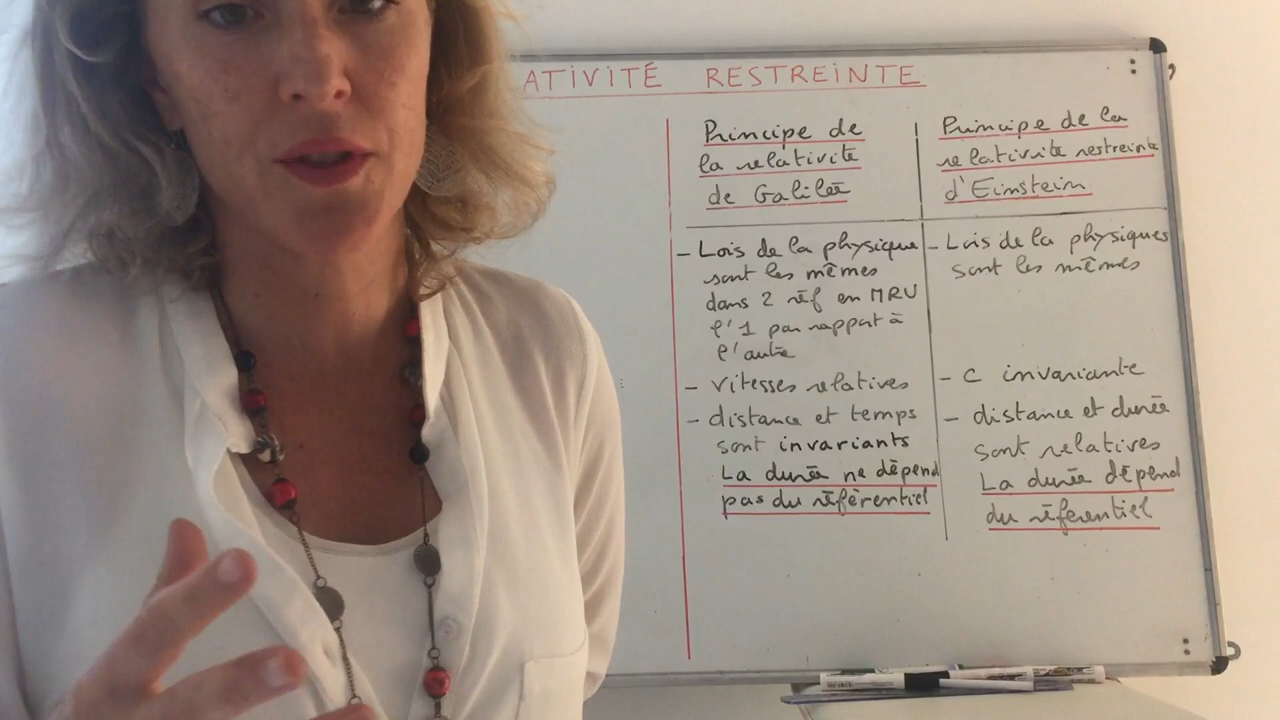 ATIVITÉ RESTREINTE
Principe de
la relativité
de Galilée
- Lois de la physique
sont les mêmes
dans 2 réf en MRU
l'1 par rapport à
l'autre
- vitesses relatives
- distance et temps
sont invariants
La durée ne dépend
pas du référentiel
Principe de la
relativité restreinte
d'Einstein
- Lois de la physiques
sont les mêmes
- C invariante
- distance et durée
sont relatives
La durée dépend
du référentiel